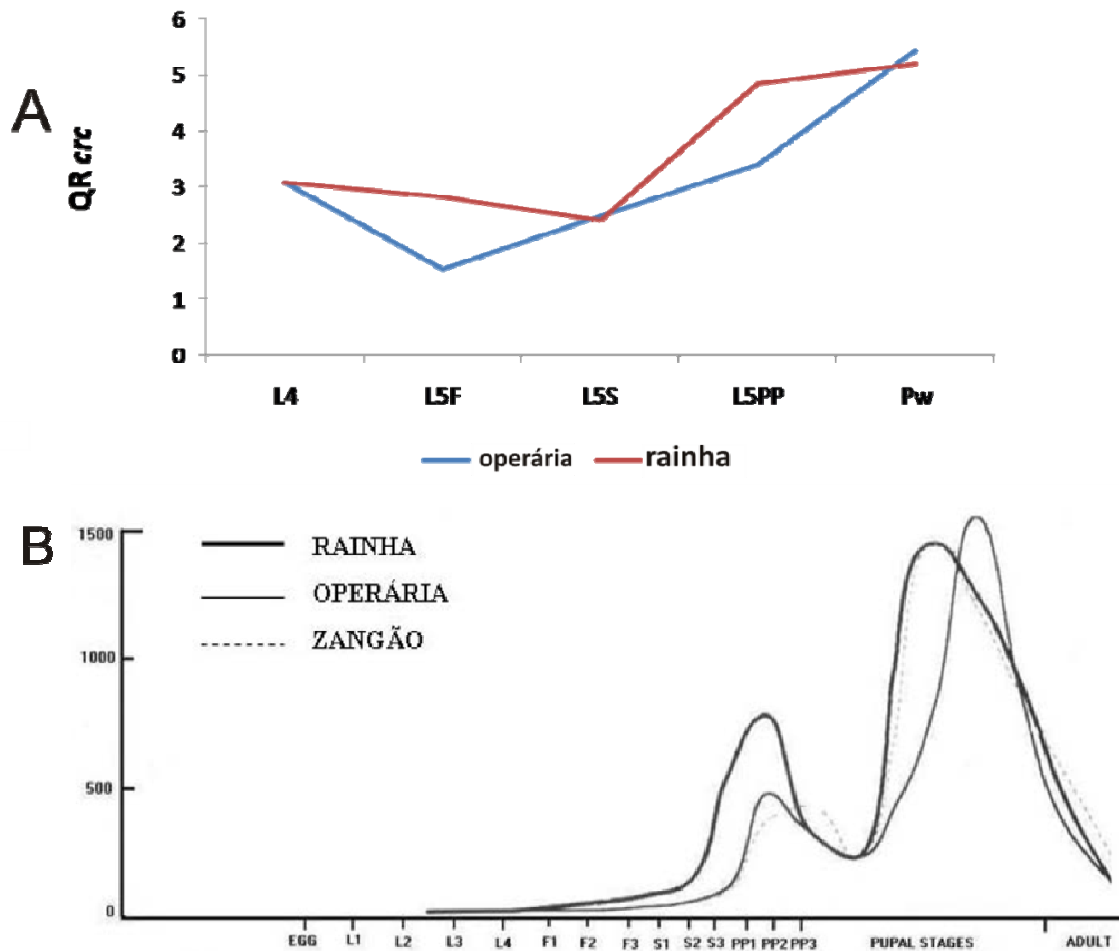 A
QR crc
6
5
4
3
2
1
0
L4 L5F L5S L5PP Pw
operária rainha
B
1500
1000
500
0
RAINHA
OPERÁRIA
ZANGÃO
EGG L1 L2 L3 L4 F1 F2 F3 S1 S2 S3 PP1 PP2 PP3 PUPAL STAGES ADULT